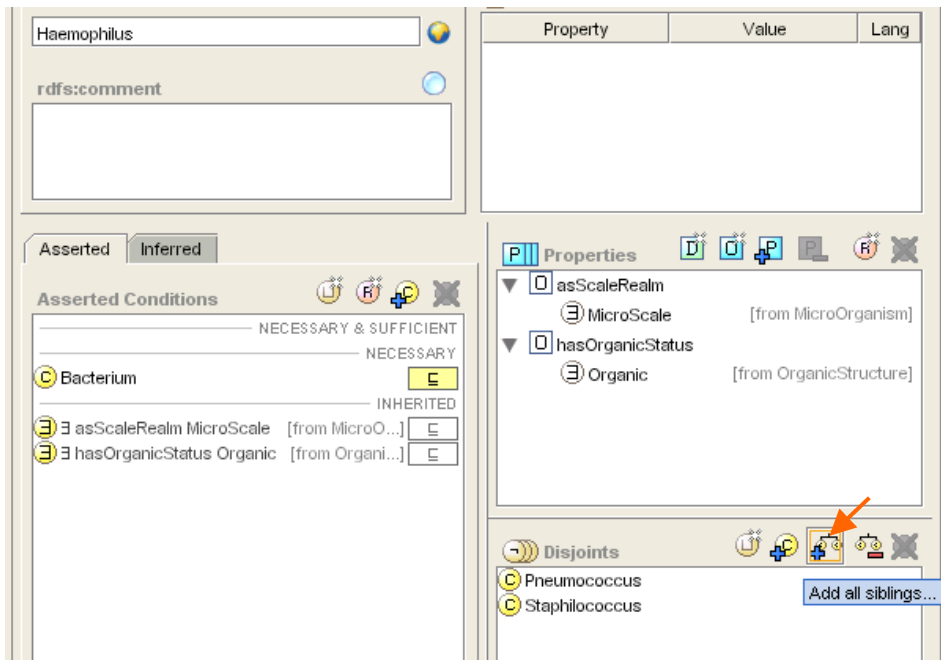 Haemophilus
Property Value Lang
rdfs:comment
Asserted Inferred
Asserted Conditions
NECESSARY & SUFFICIENT
NECESSARY
C Bacterium ⊑
INHERITED
∃ ∃ asScaleRealm MicroScale [from MicroO...] ⊑
∃ ∃ hasOrganicStatus Organic [from Organi...] ⊑
P Properties D O P P R
O asScaleRealm
∃ MicroScale [from MicroOrganism]
O hasOrganicStatus
∃ Organic [from OrganicStructure]
¬ Disjoints
C Pneumococcus
C Staphilococcus
Add all siblings...